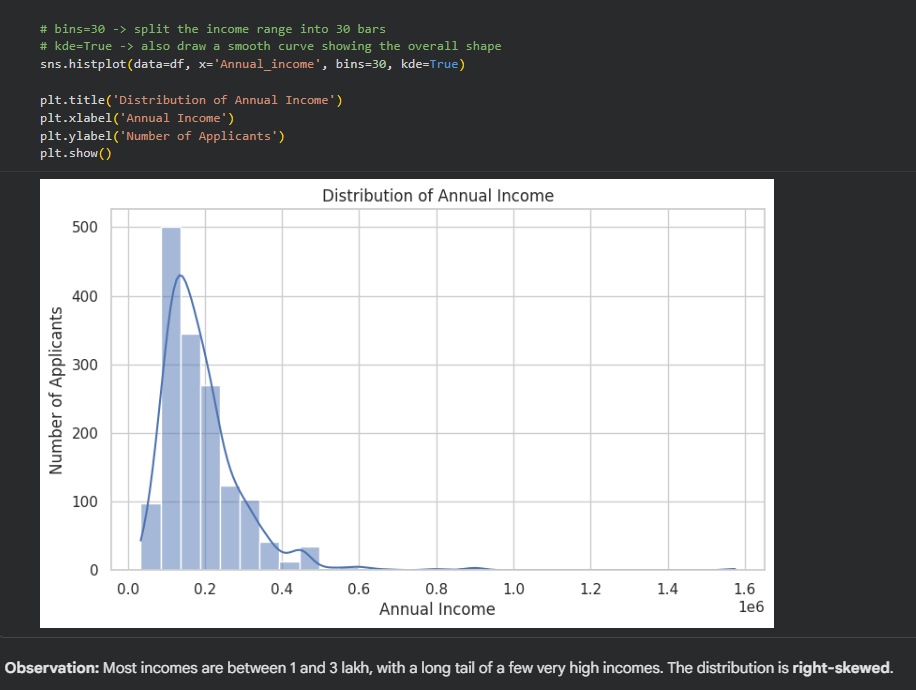 # bins=30 -> split the income range into 30 bars
# kde=True -> also draw a smooth curve showing the overall shape
sns.histplot(data=df, x='Annual_income', bins=30, kde=True)
plt.title('Distribution of Annual Income')
plt.xlabel('Annual Income')
plt.ylabel('Number of Applicants')
plt.show()
Distribution of Annual Income
500
400
300
200
100
0
Number of Applicants
0.0 0.2 0.4 0.6 0.8 1.0 1.2 1.4 1.6
1e6
Annual Income
Observation: Most incomes are between 1 and 3 lakh, with a long tail of a few very high incomes. The distribution is right-skewed.